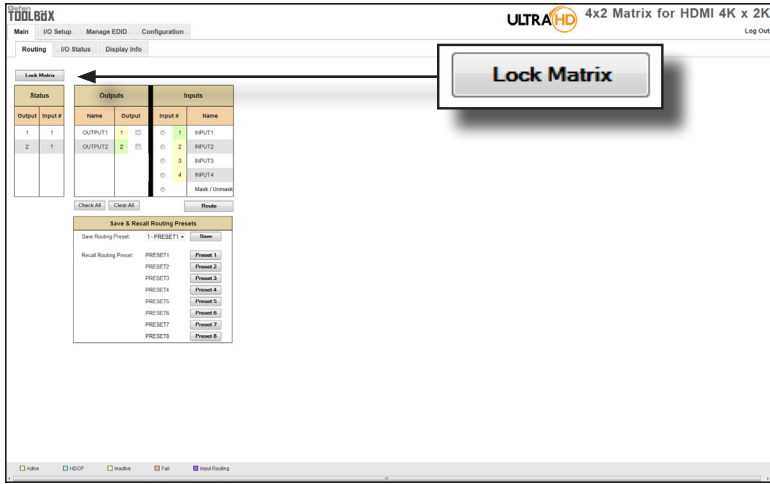 Gefen
TOOLBOX
ULTRA HD 4x2 Matrix for HDMI 4K x 2K
Main I/O Setup Manage EDID Configuration
Log Out
Routing I/O Status Display Info
Lock Matrix
Lock Matrix
Status
Outputs Inputs
Output Input #
Name Output Input # Name
1 1 OUTPUT1 1 1 INPUT1
2 1 OUTPUT2 2 2 INPUT2
3 INPUT3
4 INPUT4
Mask / Unmask
Check All Clear All Route
Save & Recall Routing Presets
Save Routing Preset: 1 - PRESET1 Save
Recall Routing Preset: PRESET1 Preset 1
PRESET2 Preset 2
PRESET3 Preset 3
PRESET4 Preset 4
PRESET5 Preset 5
PRESET6 Preset 6
PRESET7 Preset 7
PRESET8 Preset 8
Active HDCP Inactive Fail Input Routing